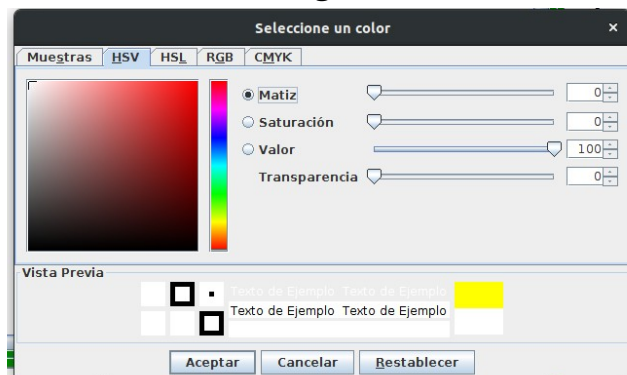 Seleccione un color ×
Muestras HSV HSL RGB CMYK
Matiz 0
Saturación 0
Valor 100
Transparencia 0
Vista Previa
Texto de Ejemplo Texto de Ejemplo
Texto de Ejemplo Texto de Ejemplo
Aceptar Cancelar Restablecer